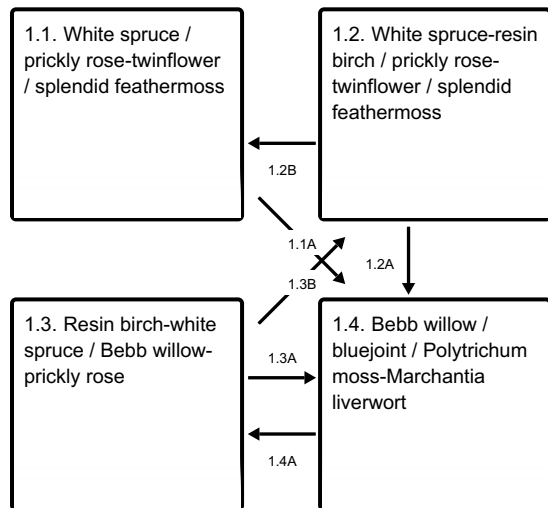 1.1. White spruce /
prickly rose-twinflower
/ splendid feathermoss
1.2. White spruce-resin
birch / prickly rose-
twinflower / splendid
feathermoss
1.2B
1.1A
1.2A
1.3B
1.3. Resin birch-white
spruce / Bebb willow-
prickly rose
1.3A
1.4A
1.4. Bebb willow /
bluejoint / Polytrichum
moss-Marchantia
liverwort